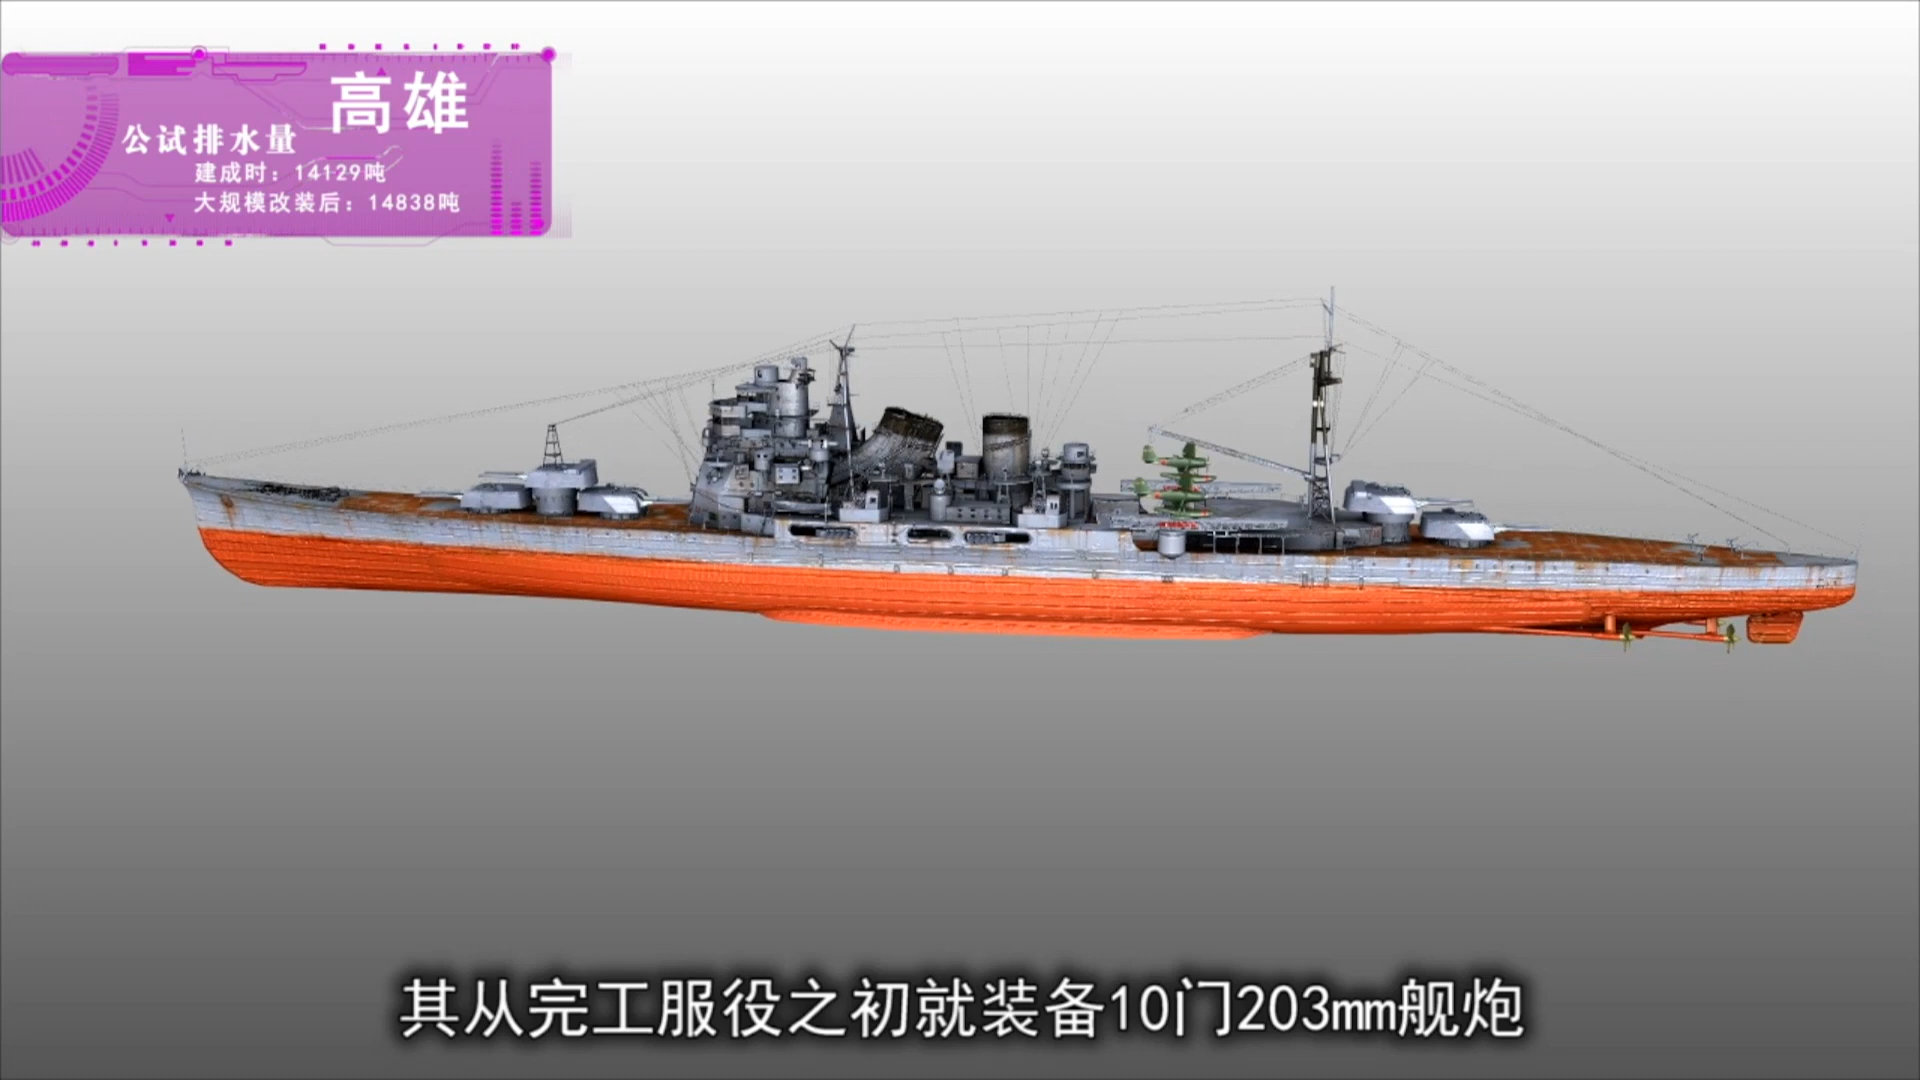 高雄
公试排水量
建成时：14129吨
大规模改装后：14838吨
其从完工服役之初就装备10门203mm舰炮